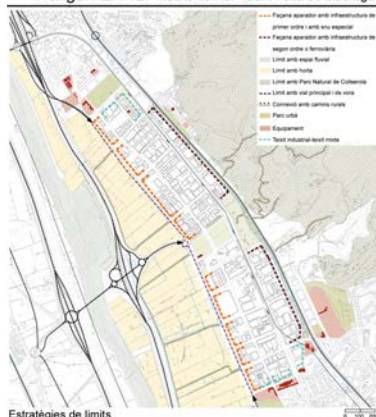 Façana aparador amb infraestructura de
primer ordre i amb sòu especial
Façana aparador amb infraestructura de
segon ordre o ferroviària
Límit amb espai fluvial
Límit amb horta
Límit amb Parc Natural de Collserola
Límit amb vial principal i de vora
Connexió amb camins rurals
Parc urbà
Equipament
Teixit industrial-teixit mixte
Estratègies de límits